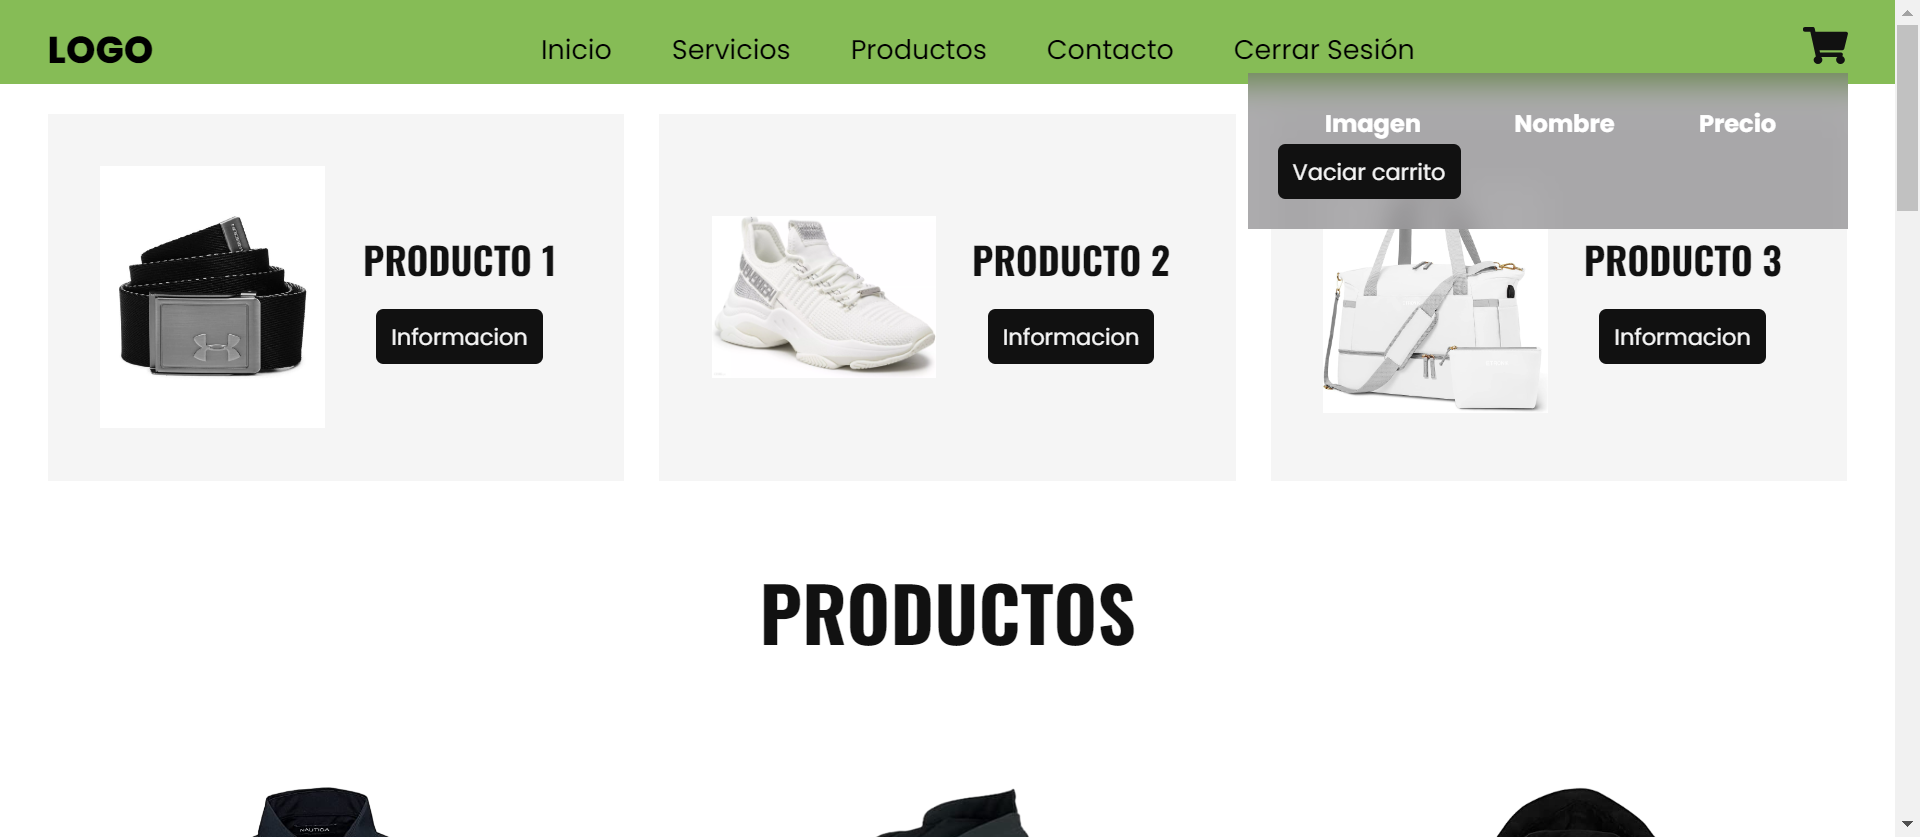 LOGO Inicio Servicios Productos Contacto Cerrar Sesión
Imagen Nombre Precio
Vaciar carrito
PRODUCTO 1
Informacion
PRODUCTO 2
Informacion
PRODUCTO 3
Informacion
PRODUCTOS
NAUTICA